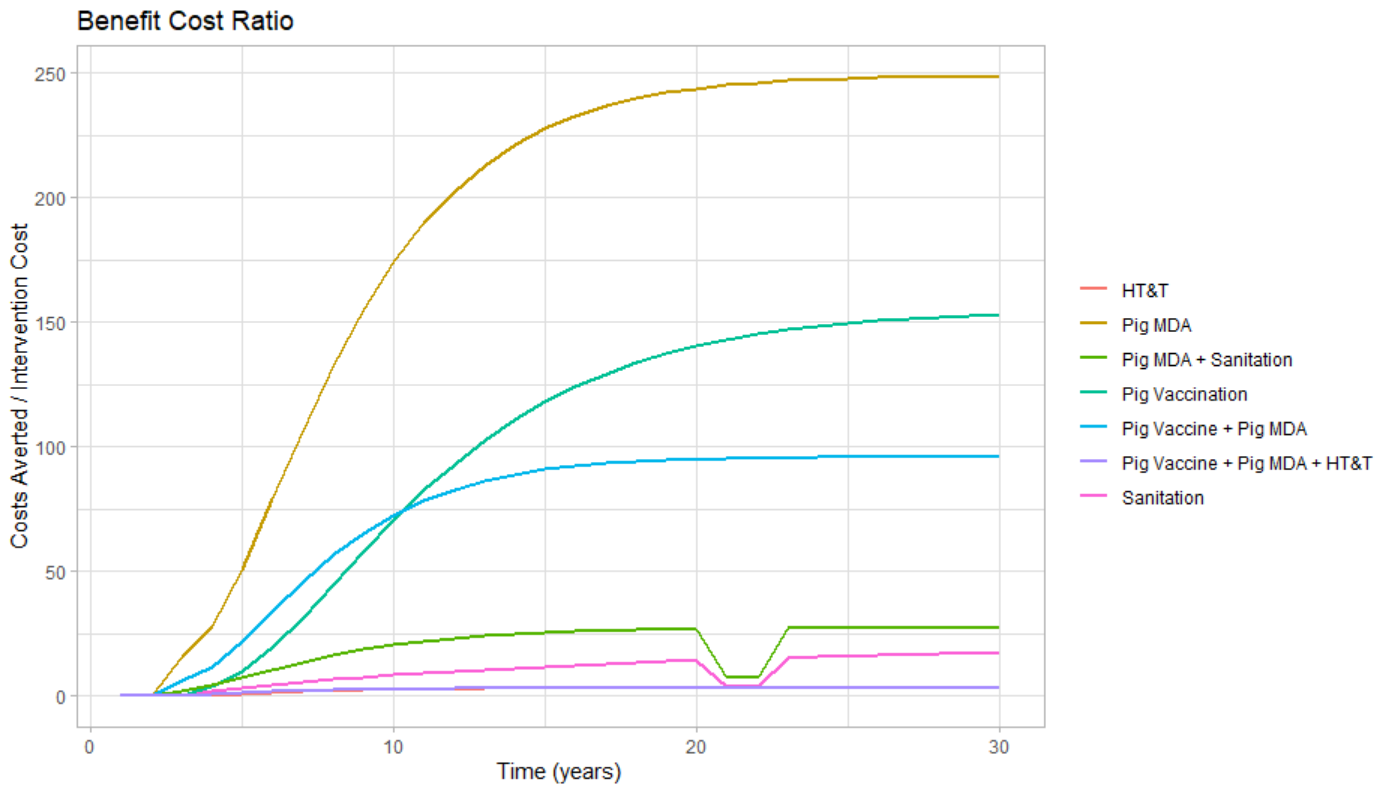 Benefit Cost Ratio
Costs Averted / Intervention Cost
250
200
150
100
50
0
0
10
20
30
Time (years)
HT&T
Pig MDA
Pig MDA + Sanitation
Pig Vaccination
Pig Vaccine + Pig MDA
Pig Vaccine + Pig MDA + HT&T
Sanitation